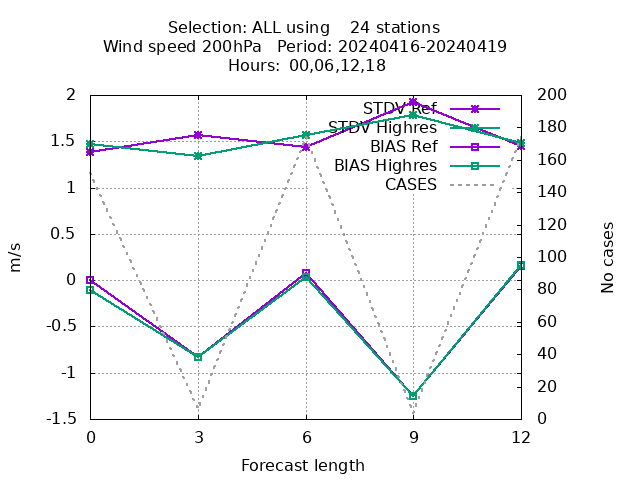 Selection: ALL using    24 stations
Wind speed 200hPa   Period: 20240416-20240419
Hours:  00,06,12,18
STDV Ref
STDV Highres
BIAS Ref
BIAS Highres
CASES
2
1.5
1
0.5
0
-0.5
-1
-1.5
m/s
200
180
160
140
120
100
80
60
40
20
0
No cases
0 3 6 9 12
Forecast length